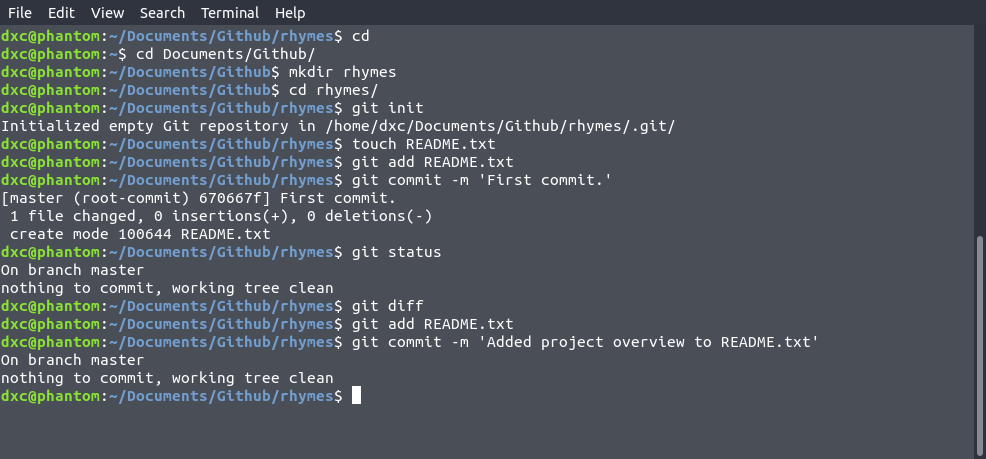 File Edit View Search Terminal Help
dxc@phantom:~/Documents/Github/rhymes$ cd
dxc@phantom:~$ cd Documents/Github/
dxc@phantom:~/Documents/Github$ mkdir rhymes
dxc@phantom:~/Documents/Github$ cd rhymes/
dxc@phantom:~/Documents/Github/rhymes$ git init
Initialized empty Git repository in /home/dxc/Documents/Github/rhymes/.git/
dxc@phantom:~/Documents/Github/rhymes$ touch README.txt
dxc@phantom:~/Documents/Github/rhymes$ git add README.txt
dxc@phantom:~/Documents/Github/rhymes$ git commit -m 'First commit.'
[master (root-commit) 670667f] First commit.
 1 file changed, 0 insertions(+), 0 deletions(-)
 create mode 100644 README.txt
dxc@phantom:~/Documents/Github/rhymes$ git status
On branch master
nothing to commit, working tree clean
dxc@phantom:~/Documents/Github/rhymes$ git diff
dxc@phantom:~/Documents/Github/rhymes$ git add README.txt
dxc@phantom:~/Documents/Github/rhymes$ git commit -m 'Added project overview to README.txt'
On branch master
nothing to commit, working tree clean
dxc@phantom:~/Documents/Github/rhymes$